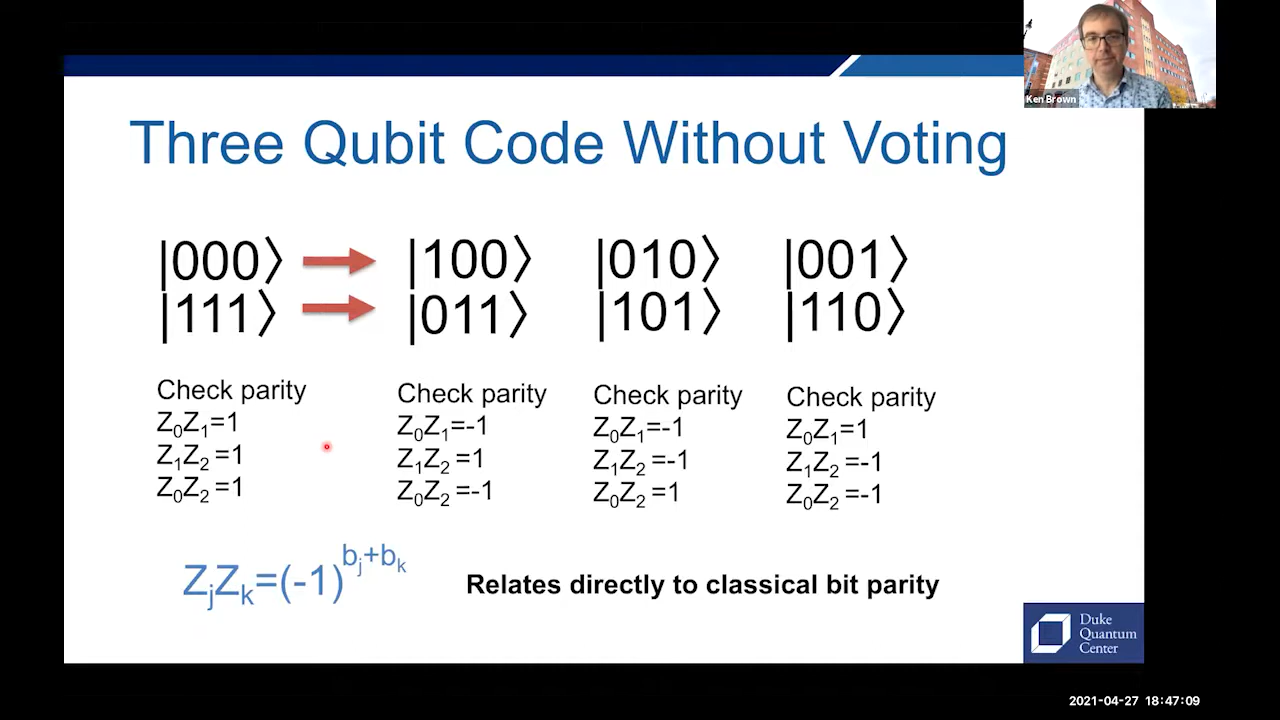 Ken Brown
Three Qubit Code Without Voting
|000⟩ |100⟩ |010⟩ |001⟩
|111⟩ |011⟩ |101⟩ |110⟩
Check parity
Z₀Z₁=1
Z₁Z₂ =1
Z₀Z₂ =1
Check parity
Z₀Z₁=-1
Z₁Z₂ =1
Z₀Z₂ =-1
Check parity
Z₀Z₁=-1
Z₁Z₂ =-1
Z₀Z₂ =1
Check parity
Z₀Z₁=1
Z₁Z₂ =-1
Z₀Z₂ =-1
ZⱼZₖ=(-1)^(bⱼ+bₖ)
Relates directly to classical bit parity
Duke
Quantum
Center
2021-04-27 18:47:09